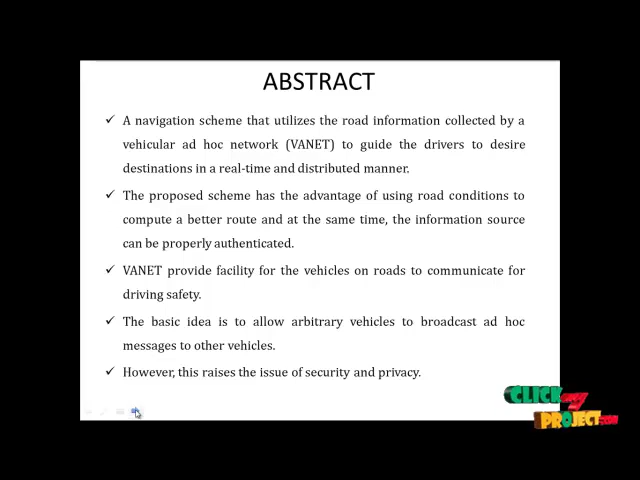 ABSTRACT
✓ A navigation scheme that utilizes the road information collected by a
vehicular ad hoc network (VANET) to guide the drivers to desire
destinations in a real-time and distributed manner.
✓ The proposed scheme has the advantage of using road conditions to
compute a better route and at the same time, the information source
can be properly authenticated.
✓ VANET provide facility for the vehicles on roads to communicate for
driving safety.
✓ The basic idea is to allow arbitrary vehicles to broadcast ad hoc
messages to other vehicles.
✓ However, this raises the issue of security and privacy.
CLICK my
PROJECT.COM